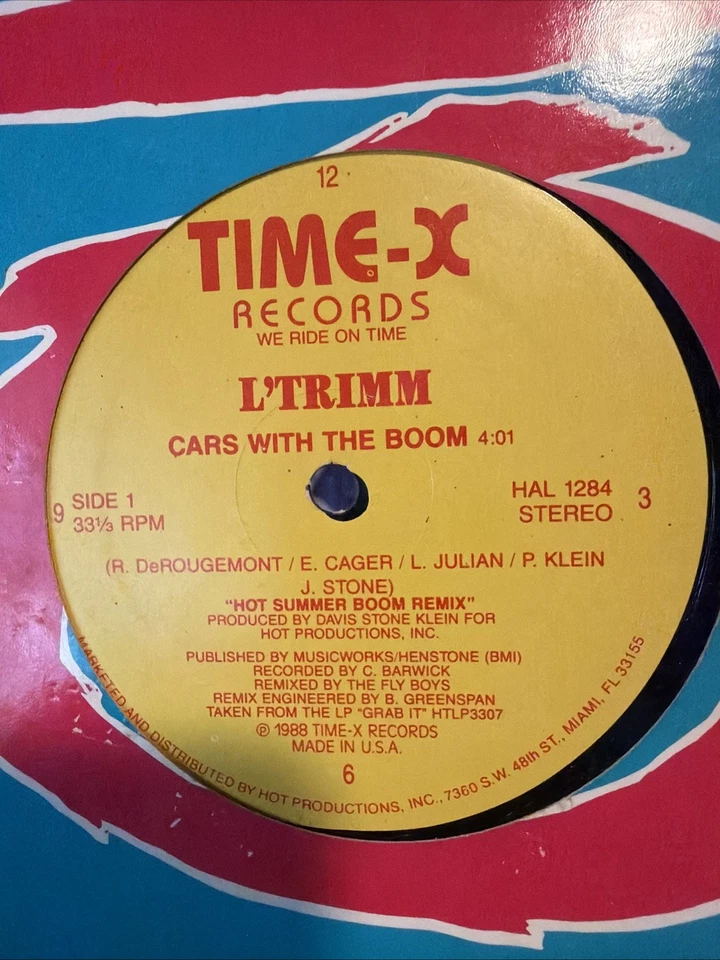 12
TIME-X
RECORDS
WE RIDE ON TIME
L'TRIMM
CARS WITH THE BOOM 4:01
9 SIDE 1
33⅓ RPM
HAL 1284
STEREO
3
(R. DeROUGEMONT / E. CAGER / L. JULIAN / P. KLEIN
J. STONE)
"HOT SUMMER BOOM REMIX"
PRODUCED BY DAVIS STONE KLEIN FOR
HOT PRODUCTIONS, INC.
PUBLISHED BY MUSICWORKS/HENSTONE (BMI)
RECORDED BY C. BARWICK
REMIXED BY THE FLY BOYS
REMIX ENGINEERED BY B. GREENSPAN
TAKEN FROM THE LP "GRAB IT" HTLP3307
℗ 1988 TIME-X RECORDS
MADE IN U.S.A.
6
MARKETED AND DISTRIBUTED BY HOT PRODUCTIONS, INC., 7360 S.W. 48th ST., MIAMI, FL 33155